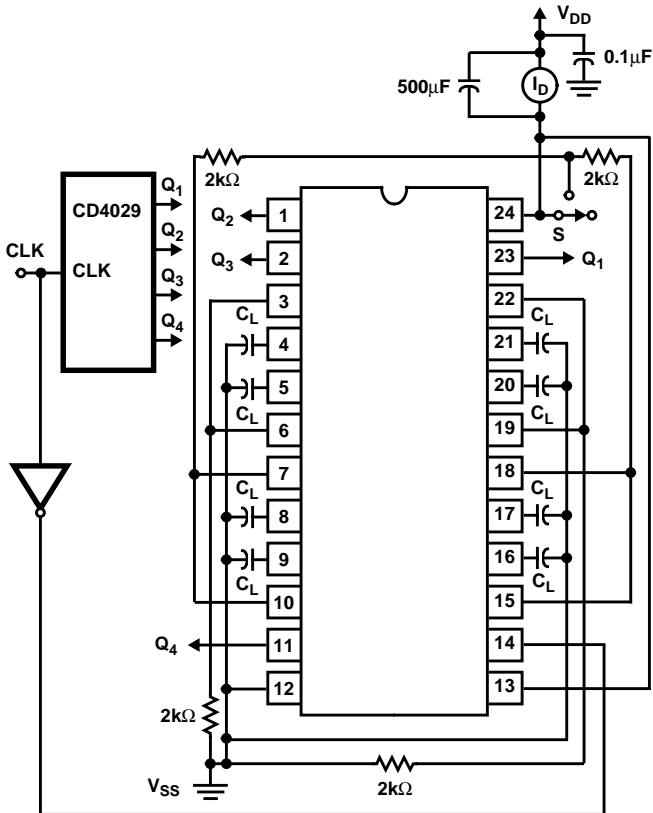 V_DD
0.1µF
500µF
I_D
2kΩ
2kΩ
CD4029
Q_1
Q_2
Q_3
Q_4
CLK
CLK
Q_2
1
24
S
Q_3
2
23
Q_1
3
22
C_L
4
21
C_L
5
20
C_L
C_L
6
19
7
18
C_L
C_L
8
17
9
16
C_L
C_L
10
15
Q_4
11
14
12
13
2kΩ
V_SS
2kΩ